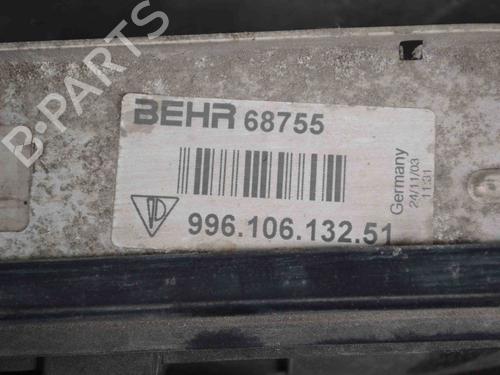 B-PARTS
BEHR 68755
996.106.132.51
Germany
24/11/03
11:31